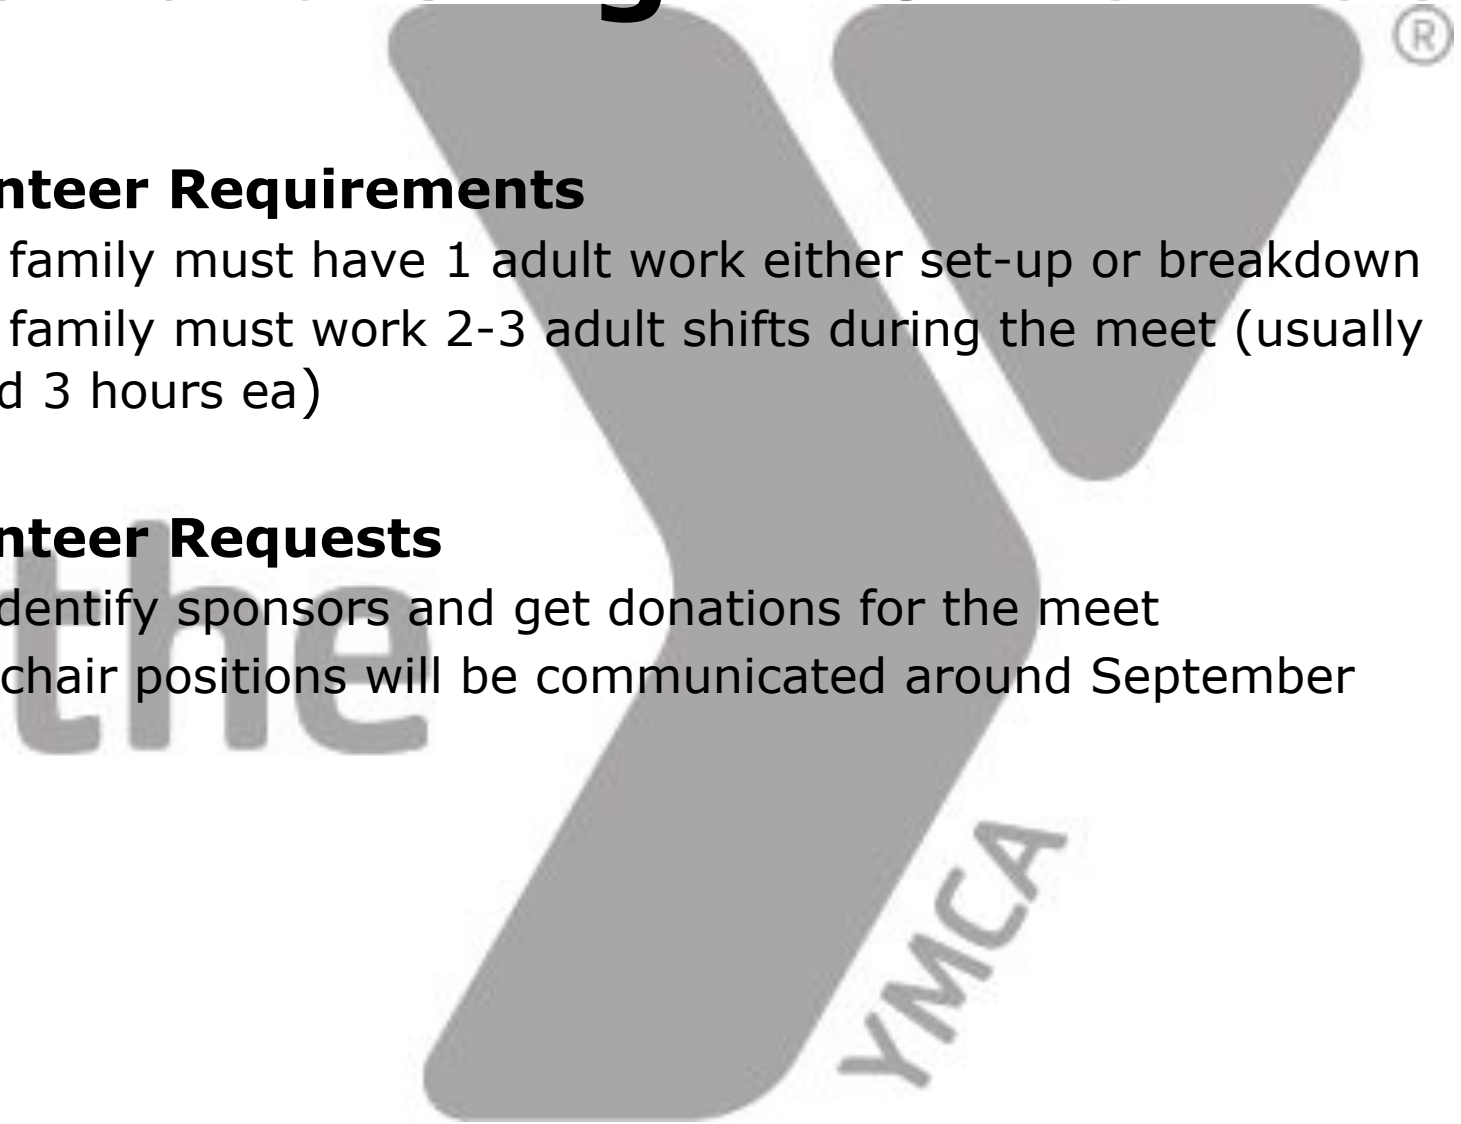 ®
nteer Requirements
family must have 1 adult work either set-up or breakdown
family must work 2-3 adult shifts during the meet (usually
d 3 hours ea)
nteer Requests
dentify sponsors and get donations for the meet
chair positions will be communicated around September
the
YMCA